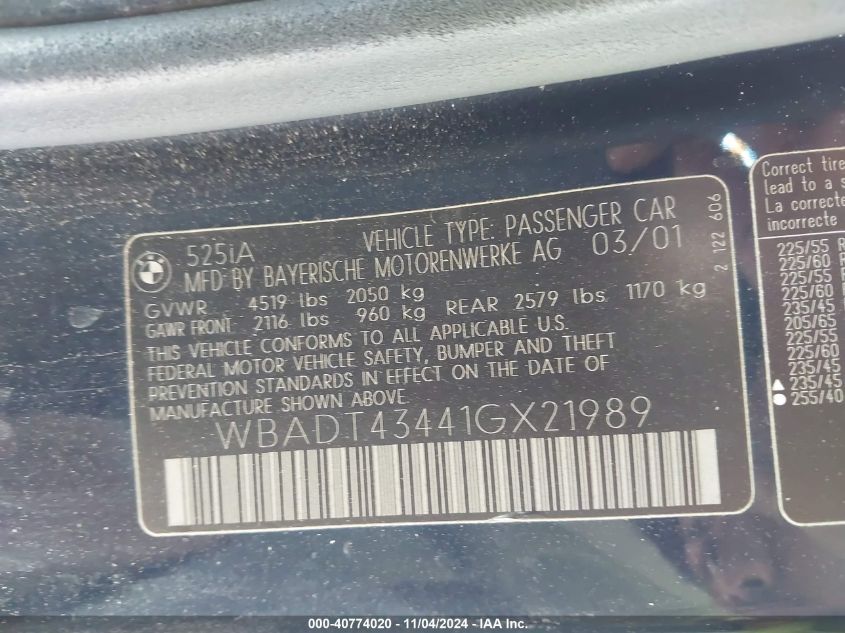 525iA VEHICLE TYPE: PASSENGER CAR
MFD BY BAYERISCHE MOTORENWERKE AG 03/01
GVWR 4519 lbs 2050 kg
GAWR FRONT 2116 lbs 960 kg REAR 2579 lbs 1170 kg
THIS VEHICLE CONFORMS TO ALL APPLICABLE U.S.
FEDERAL MOTOR VEHICLE SAFETY, BUMPER AND THEFT
PREVENTION STANDARDS IN EFFECT ON THE DATE OF
MANUFACTURE SHOWN ABOVE.
WBADT43441GX21989
2 122 606
Correct tire
lead to a
La correcte
incorrecte
225/55 R
225/60 R
225/55 R
225/60
235/45
205/65
225/55
225/60
235/45
▲ 235/45
● 255/40
000-40774020 - 11/04/2024 - IAA Inc.